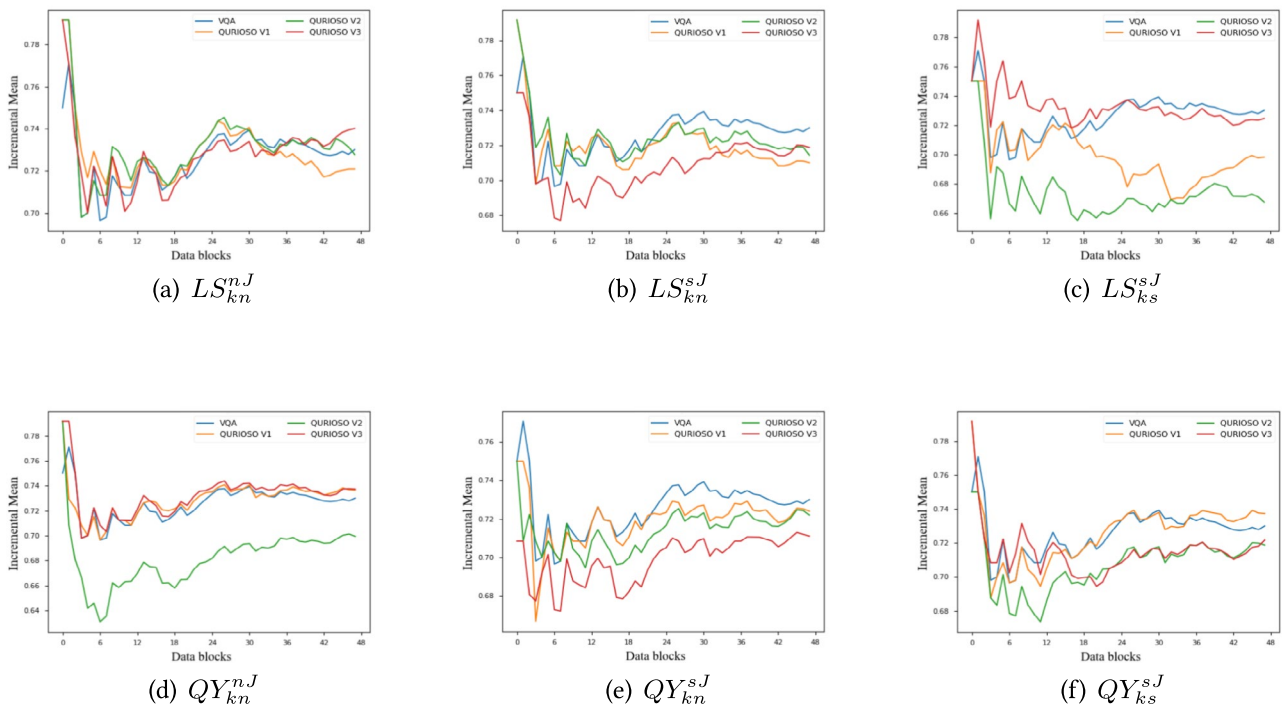 VQA QURIOSO V2
QURIOSO V1 QURIOSO V3
Incremental Mean
0.78
0.76
0.74
0.72
0.70
0 6 12 18 24 30 36 42 48
Data blocks
(a) LS_{kn}^{nJ}
VQA QURIOSO V2
QURIOSO V1 QURIOSO V3
Incremental Mean
0.78
0.76
0.74
0.72
0.70
0.68
0 6 12 18 24 30 36 42 48
Data blocks
(b) LS_{kn}^{sJ}
VQA QURIOSO V2
QURIOSO V1 QURIOSO V3
Incremental Mean
0.78
0.76
0.74
0.72
0.70
0.68
0.66
0 6 12 18 24 30 36 42 48
Data blocks
(c) LS_{ks}^{sJ}
VQA QURIOSO V2
QURIOSO V1 QURIOSO V3
Incremental Mean
0.78
0.76
0.74
0.72
0.70
0.68
0.66
0.64
0 6 12 18 24 30 36 42 48
Data blocks
(d) QY_{kn}^{nJ}
VQA QURIOSO V2
QURIOSO V1 QURIOSO V3
Incremental Mean
0.76
0.74
0.72
0.70
0.68
0 6 12 18 24 30 36 42 48
Data blocks
(e) QY_{kn}^{sJ}
VQA QURIOSO V2
QURIOSO V1 QURIOSO V3
Incremental Mean
0.78
0.76
0.74
0.72
0.70
0.68
0 6 12 18 24 30 36 42 48
Data blocks
(f) QY_{ks}^{sJ}